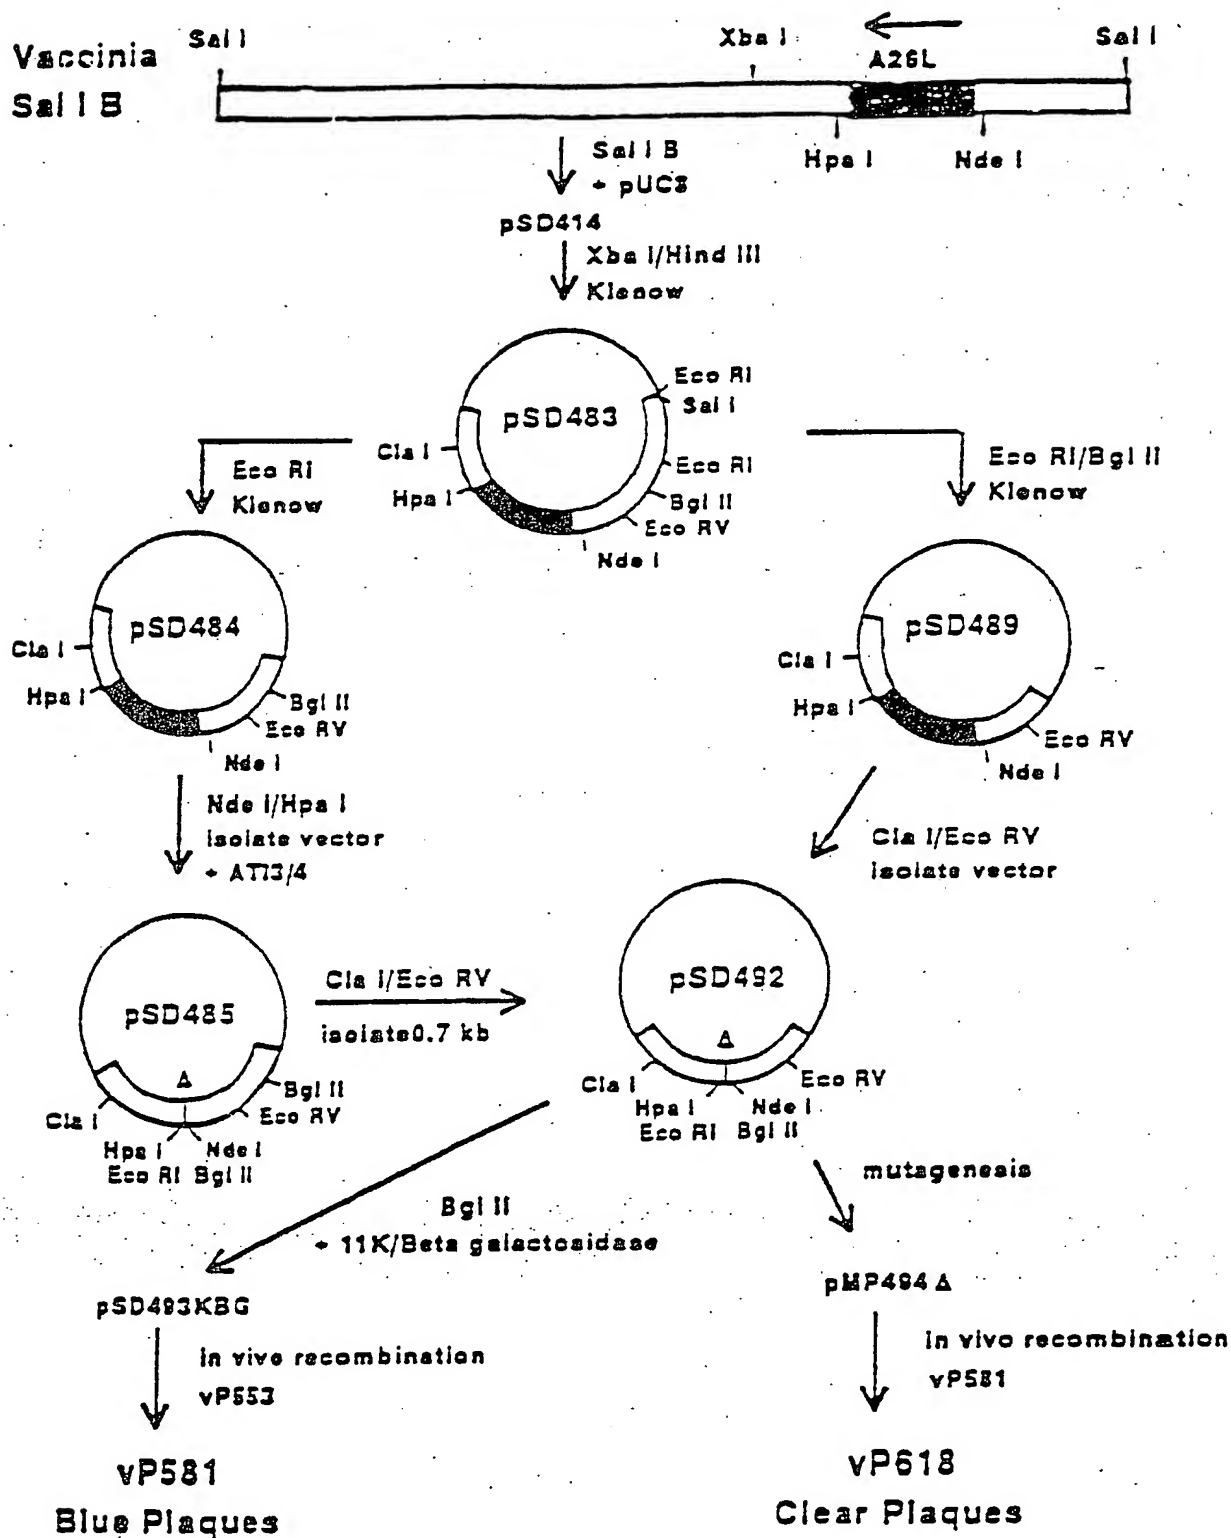 Vaccinia
Sal I B
Sal I
Xba I
A26L
Sal I
Hpa I
Nde I
Sal I B
+ pUC8
pSD414
Xba I/Hind III
Klenow
pSD483
Eco RI
Sal I
Eco RI
Bgl II
Eco RV
Nde I
Cla I
Hpa I
Eco RI
Klenow
Eco RI/Bgl II
Klenow
pSD484
Cla I
Hpa I
Bgl II
Eco RV
Nde I
pSD489
Cla I
Hpa I
Eco RV
Nde I
Nde I/Hpa I
isolate vector
+ ATI3/4
Cla I/Eco RV
isolate vector
pSD485
Δ
Cla I
Bgl II
Eco RV
Hpa I Nde I
Eco RI Bgl II
Cla I/Eco RV
isolate 0.7 kb
pSD492
Δ
Cla I
Eco RV
Hpa I Nde I
Eco RI Bgl II
Bgl II
+ 11K/Beta galactosidase
mutagenesis
pSD493KBG
pMP494Δ
in vivo recombination
vP553
in vivo recombination
vP581
vP581
Blue Plaques
vP618
Clear Plaques